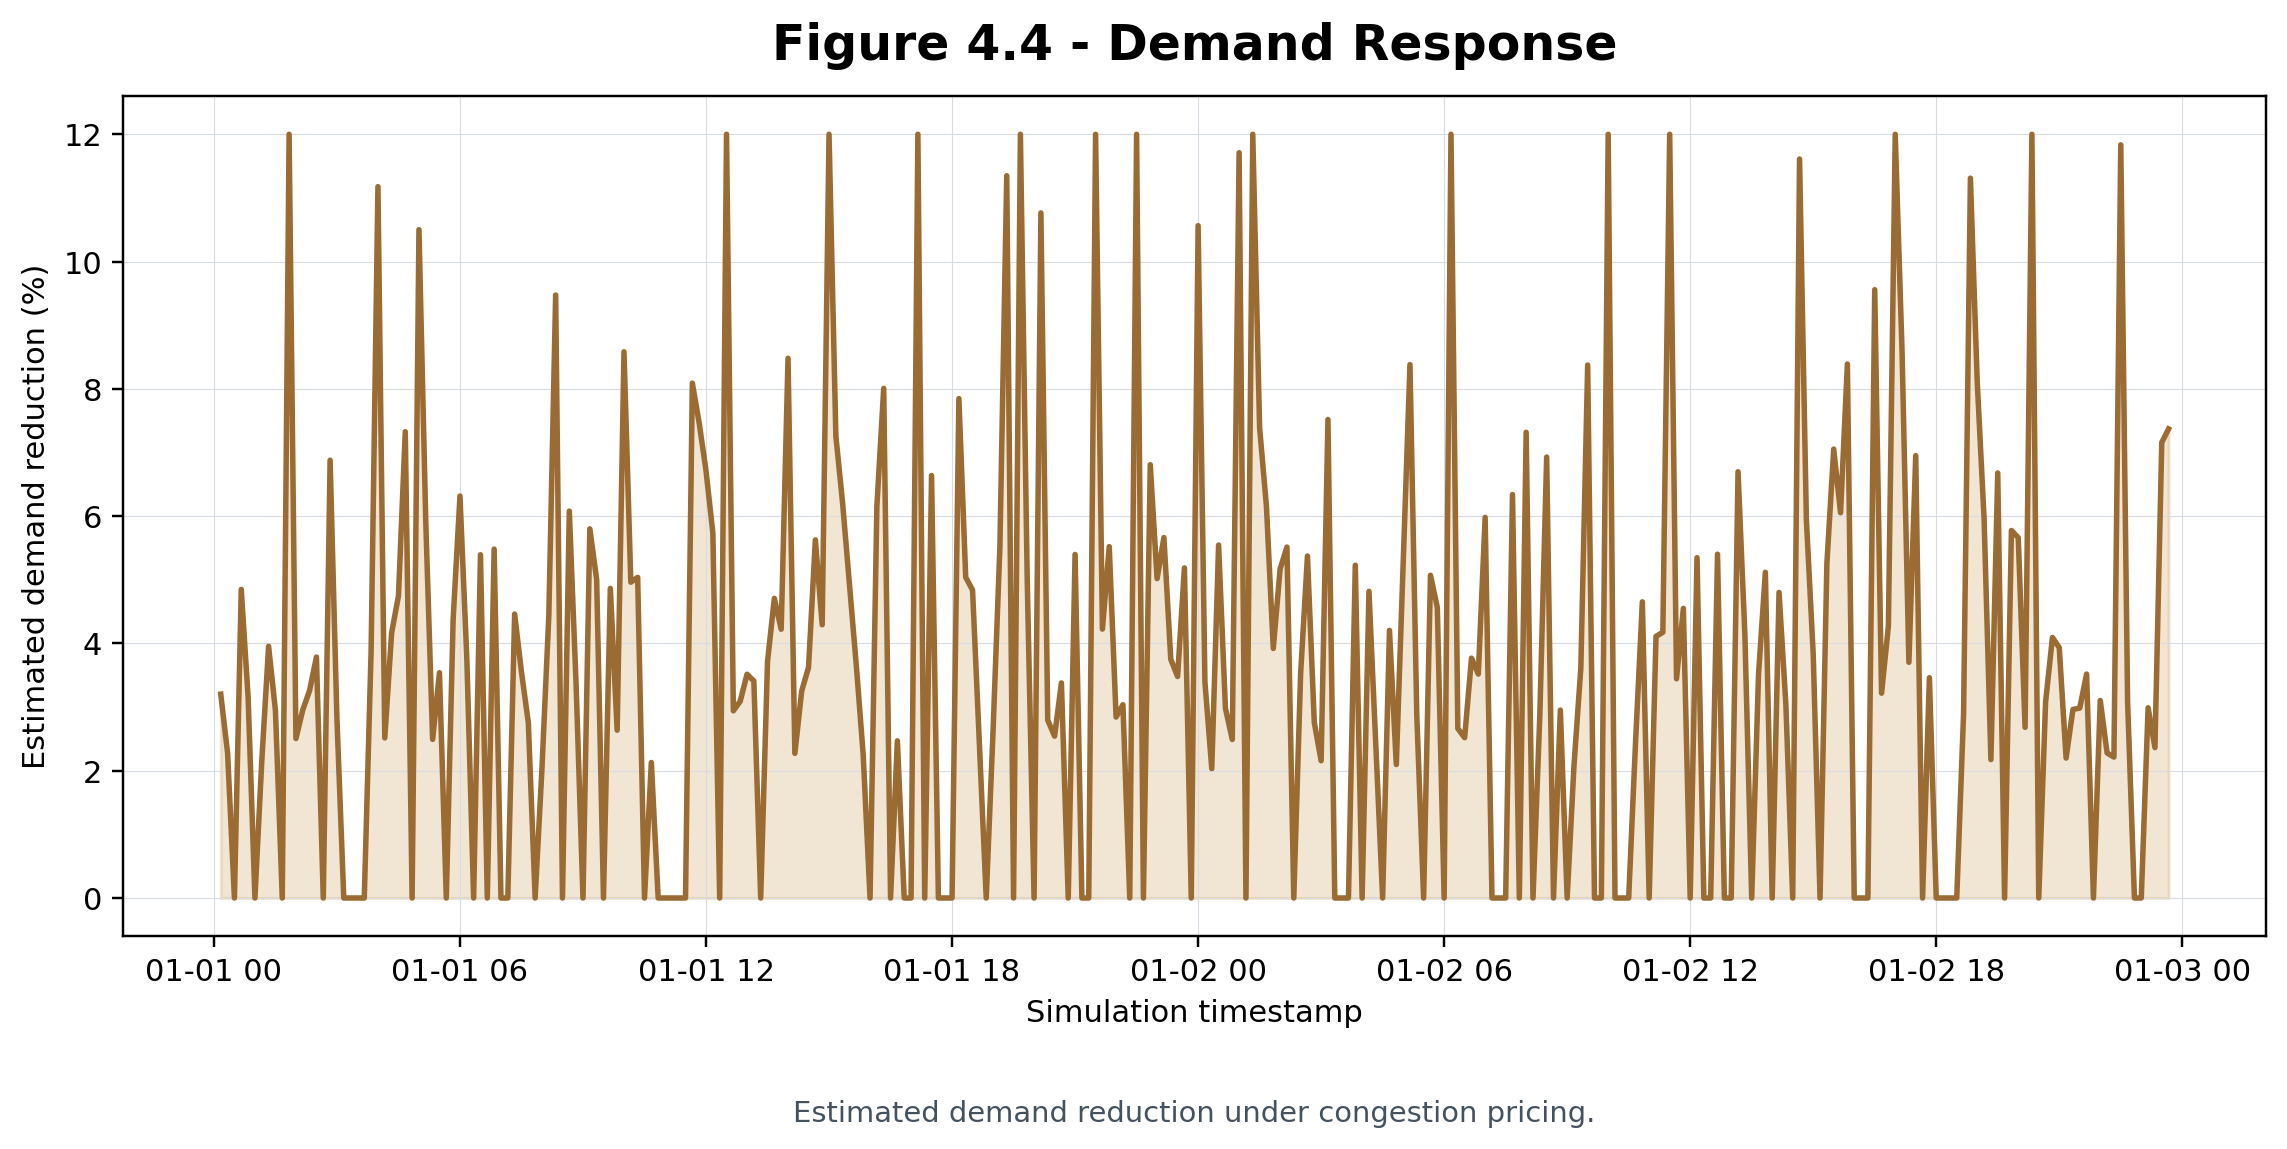 Figure 4.4 - Demand Response
Estimated demand reduction (%)
12
10
8
6
4
2
0
01-01 00 01-01 06 01-01 12 01-01 18 01-02 00 01-02 06 01-02 12 01-02 18 01-03 00
Simulation timestamp
Estimated demand reduction under congestion pricing.